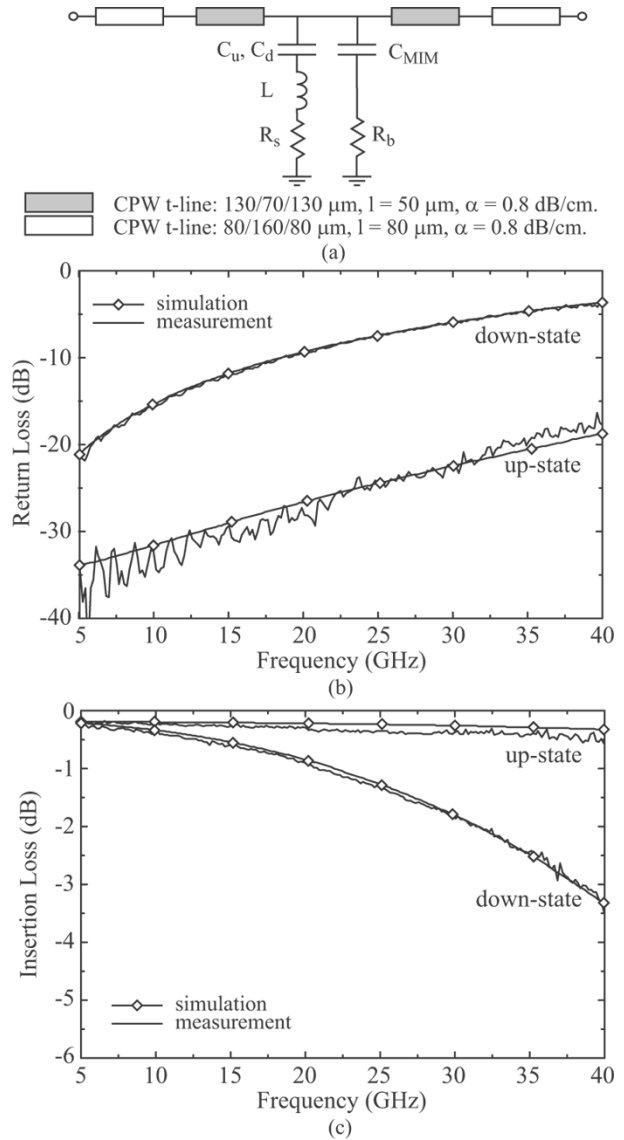 C_u, C_d
C_MIM
L
R_s
R_b
CPW t-line: 130/70/130 μm, l = 50 μm, α = 0.8 dB/cm.
CPW t-line: 80/160/80 μm, l = 80 μm, α = 0.8 dB/cm.
(a)
0
-10
-20
-30
-40
Return Loss (dB)
simulation
measurement
down-state
up-state
5 10 15 20 25 30 35 40
Frequency (GHz)
(b)
0
-1
-2
-3
-4
-5
-6
Insertion Loss (dB)
up-state
down-state
simulation
measurement
5 10 15 20 25 30 35 40
Frequency (GHz)
(c)